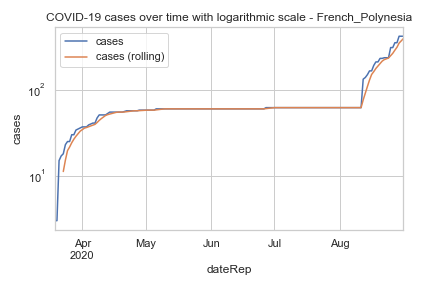 COVID-19 cases over time with logarithmic scale - French_Polynesia
cases
cases (rolling)
10²
10¹
cases
Apr
2020
May
Jun
Jul
Aug
dateRep